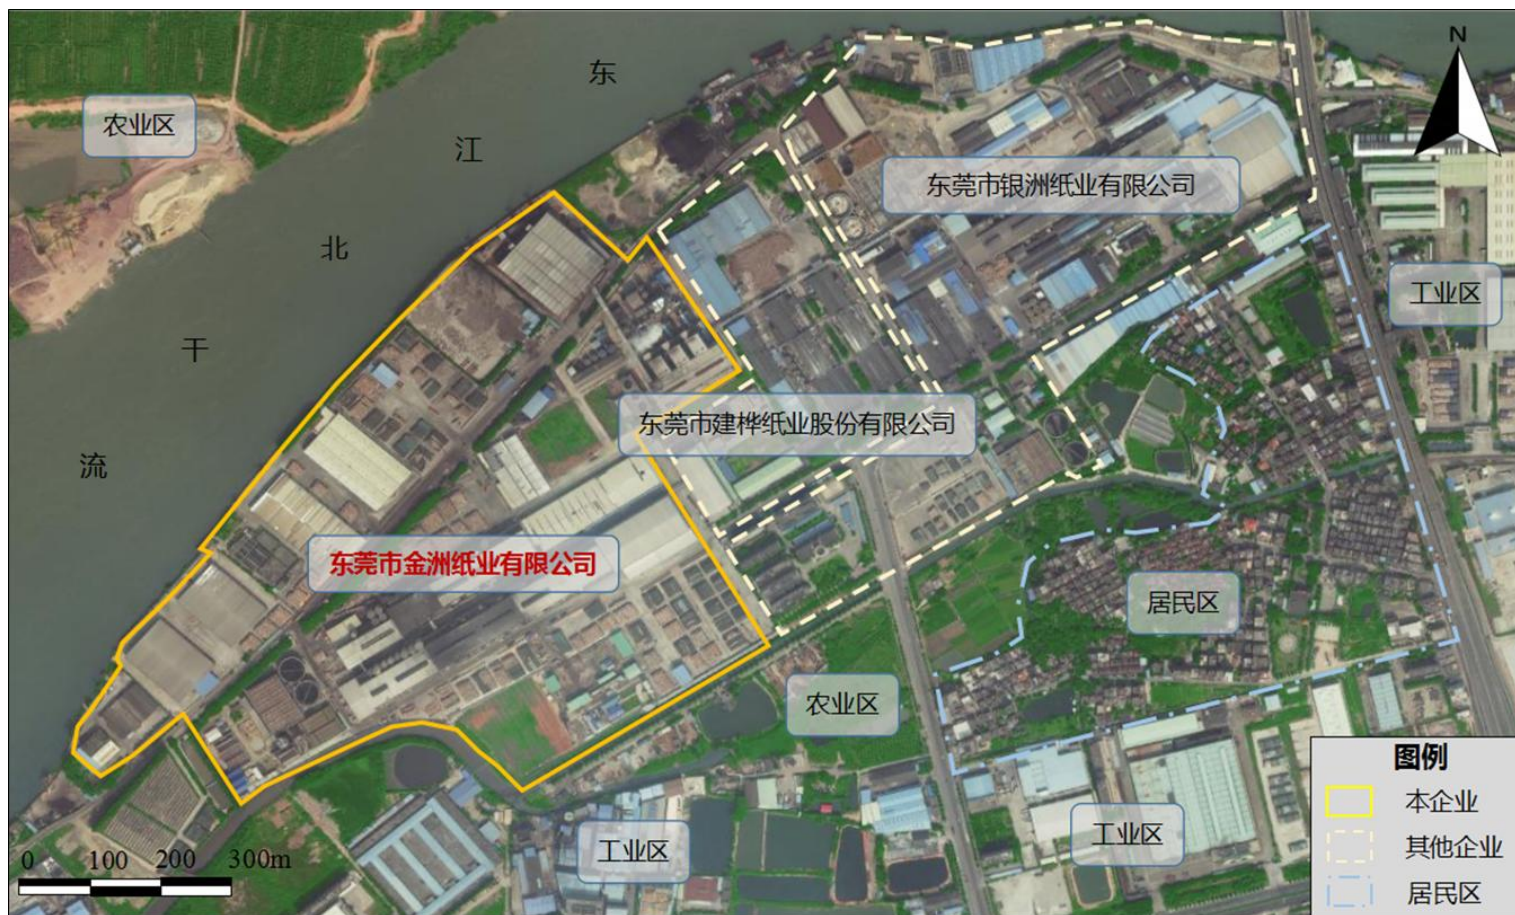 N
东
江
北
干
流
农业区
东莞市银洲纸业有限公司
工业区
东莞市建桦纸业股份有限公司
东莞市金洲纸业有限公司
居民区
农业区
工业区
工业区
0 100 200 300m
图例
本企业
其他企业
居民区